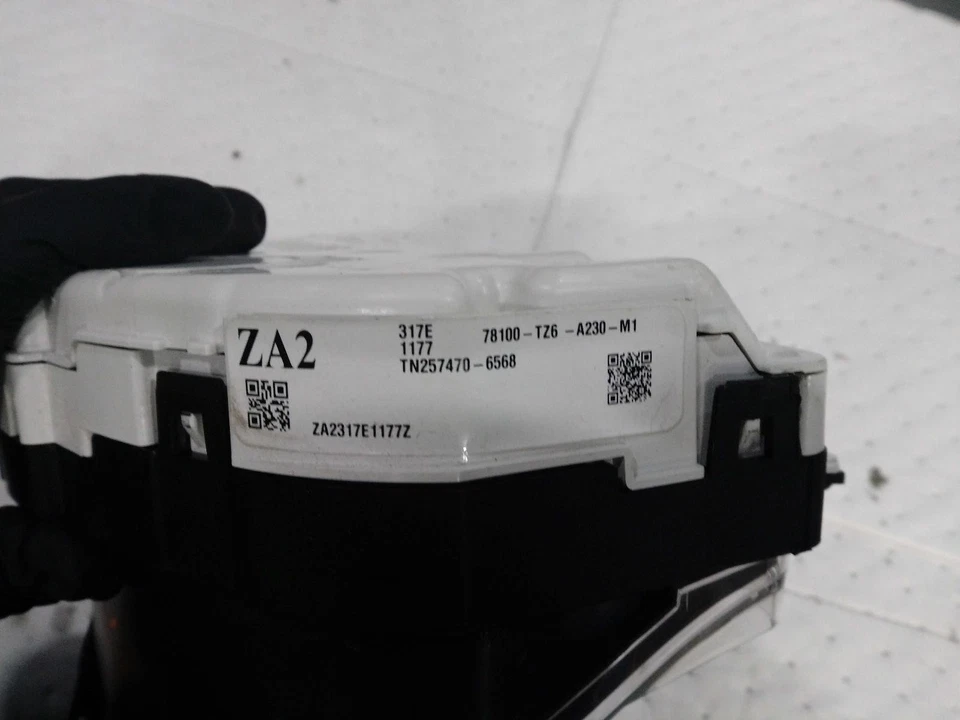 ZA2
317E 78100-TZ6-A230-M1
1177
TN257470-6568
ZA2317E1177Z